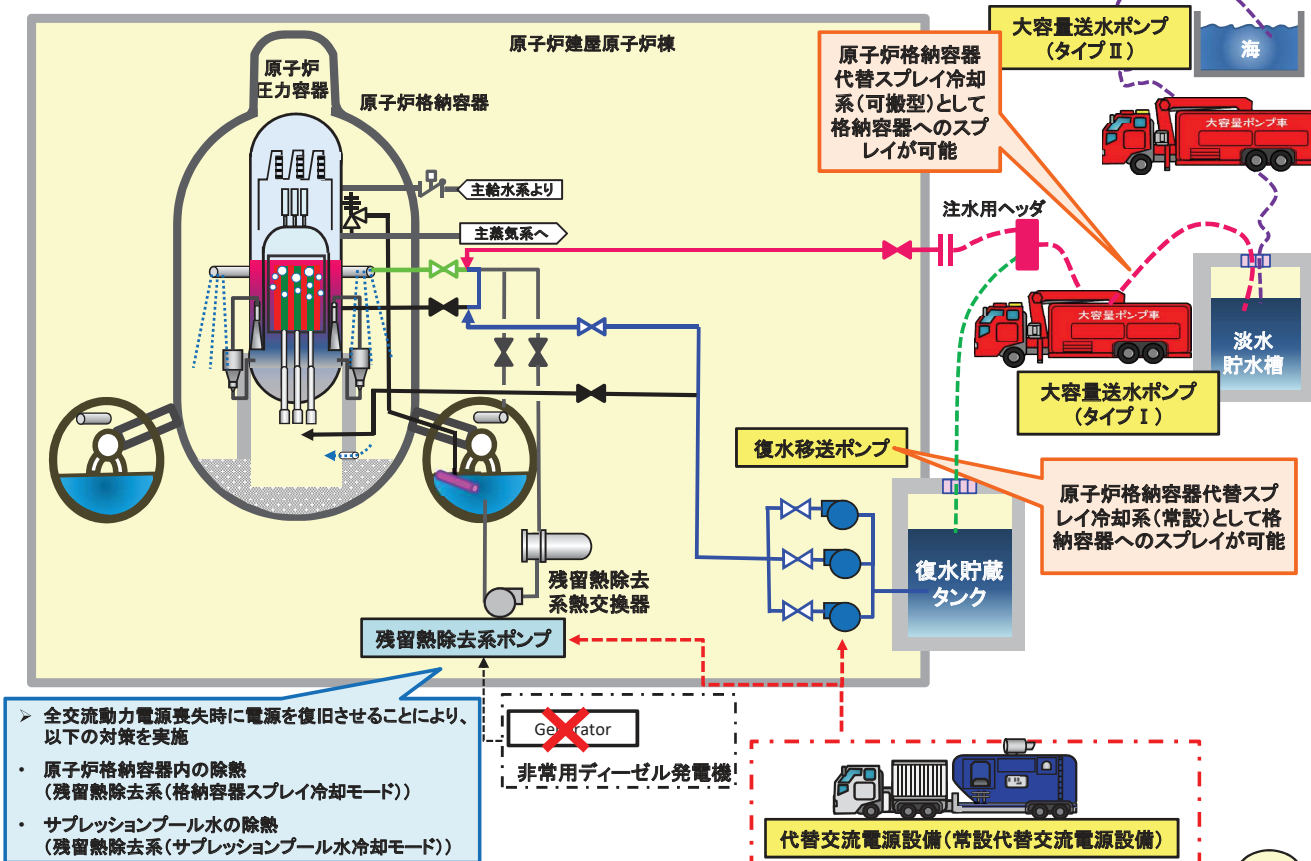 大容量送水ポンプ
(タイプⅡ)
海
原子炉建屋原子炉棟
原子炉
圧力容器
原子炉格納容器
原子炉格納容器
代替スプレイ冷却
系(可搬型)として
格納容器へのスプ
レイが可能
大容量ポンプ車
主給水系より
主蒸気系へ
注水用ヘッダ
大容量ポンプ車
淡水
貯水槽
大容量送水ポンプ
(タイプⅠ)
復水移送ポンプ
原子炉格納容器代替スプ
レイ冷却系(常設)として格
納容器へのスプレイが可能
復水貯蔵
タンク
残留熱除去
系熱交換器
残留熱除去系ポンプ
➢ 全交流動力電源喪失時に電源を復旧させることにより、
以下の対策を実施
・ 原子炉格納容器内の除熱
(残留熱除去系(格納容器スプレイ冷却モード))
・ サプレッションプール水の除熱
(残留熱除去系(サプレッションプール水冷却モード))
Generator
非常用ディーゼル発電機
代替交流電源設備(常設代替交流電源設備)